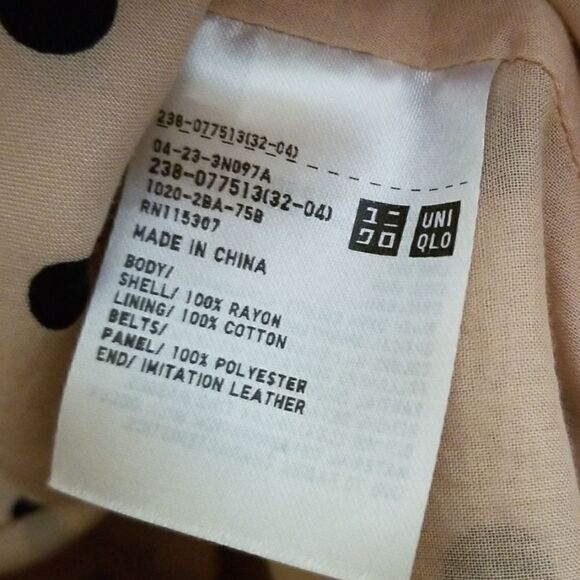 238-077513(32-04)
04-23-3N097A
238-077513(32-04)
1020-2BA-75B
RN115307
MADE IN CHINA
ユニ
クロ
UNI
QLO
BODY/
SHELL/ 100% RAYON
LINING/ 100% COTTON
BELTS/
PANEL/ 100% POLYESTER
END/ IMITATION LEATHER